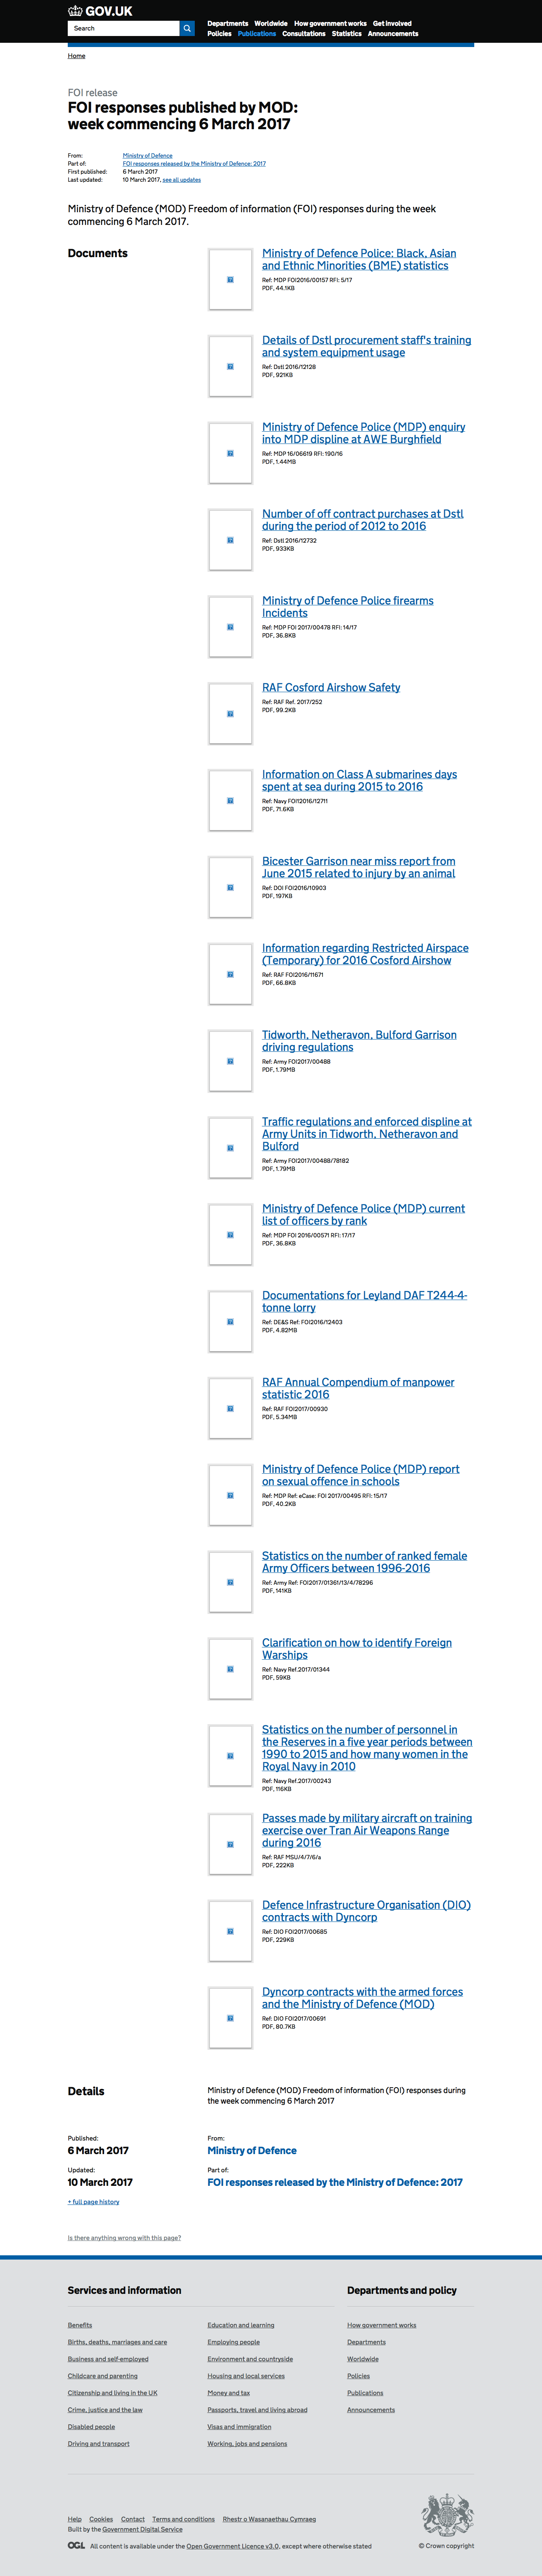 GOV.UK
Search
Departments Worldwide How government works Get involved
Policies Publications Consultations Statistics Announcements
Home
FOI release
FOI responses published by MOD:
week commencing 6 March 2017
From: Ministry of Defence
Part of: FOI responses released by the Ministry of Defence: 2017
First published: 6 March 2017
Last updated: 10 March 2017, see all updates
Ministry of Defence (MOD) Freedom of information (FOI) responses during the week
commencing 6 March 2017.
Documents
Ministry of Defence Police: Black, Asian
and Ethnic Minorities (BME) statistics
Ref: MDP FOI2016/00157 RFI: 5/17
PDF, 44.1KB
Details of Dstl procurement staff's training
and system equipment usage
Ref: Dstl 2016/12128
PDF, 921KB
Ministry of Defence Police (MDP) enquiry
into MDP displine at AWE Burghfield
Ref: MDP 16/06619 RFI: 190/16
PDF, 1.44MB
Number of off contract purchases at Dstl
during the period of 2012 to 2016
Ref: Dstl 2016/12732
PDF, 933KB
Ministry of Defence Police firearms
Incidents
Ref: MDP FOI 2017/00478 RFI: 14/17
PDF, 36.8KB
RAF Cosford Airshow Safety
Ref: RAF Ref. 2017/252
PDF, 99.2KB
Information on Class A submarines days
spent at sea during 2015 to 2016
Ref: Navy FOI12016/12711
PDF, 71.6KB
Bicester Garrison near miss report from
June 2015 related to injury by an animal
Ref: DOI FOI2016/10903
PDF, 197KB
Information regarding Restricted Airspace
(Temporary) for 2016 Cosford Airshow
Ref: RAF FOI2016/11671
PDF, 66.8KB
Tidworth, Netheravon, Bulford Garrison
driving regulations
Ref: Army FOI2017/00488
PDF, 1.79MB
Traffic regulations and enforced displine at
Army Units in Tidworth, Netheravon and
Bulford
Ref: Army FOI2017/00488/78182
PDF, 1.79MB
Ministry of Defence Police (MDP) current
list of officers by rank
Ref: MDP FOI 2016/00571 RFI: 17/17
PDF, 36.8KB
Documentations for Leyland DAF T244-4-
tonne lorry
Ref: DE&S Ref: FOI2016/12403
PDF, 4.82MB
RAF Annual Compendium of manpower
statistic 2016
Ref: RAF FOI2017/00930
PDF, 5.34MB
Ministry of Defence Police (MDP) report
on sexual offence in schools
Ref: MDP Ref: eCase: FOI 2017/00495 RFI: 15/17
PDF, 40.2KB
Statistics on the number of ranked female
Army Officers between 1996-2016
Ref: Army Ref: FOI2017/01361/13/4/78296
PDF, 141KB
Clarification on how to identify Foreign
Warships
Ref: Navy Ref.2017/01344
PDF, 59KB
Statistics on the number of personnel in
the Reserves in a five year periods between
1990 to 2015 and how many women in the
Royal Navy in 2010
Ref: Navy Ref.2017/00243
PDF, 116KB
Passes made by military aircraft on training
exercise over Tran Air Weapons Range
during 2016
Ref: RAF MSU/4/7/6/a
PDF, 222KB
Defence Infrastructure Organisation (DIO)
contracts with Dyncorp
Ref: DIO FOI2017/00685
PDF, 229KB
Dyncorp contracts with the armed forces
and the Ministry of Defence (MOD)
Ref: DIO FOI2017/00691
PDF, 80.7KB
Details
Ministry of Defence (MOD) Freedom of information (FOI) responses during
the week commencing 6 March 2017
Published: From:
6 March 2017 Ministry of Defence
Updated: Part of:
10 March 2017 FOI responses released by the Ministry of Defence: 2017
+ full page history
Is there anything wrong with this page?
Services and information
Benefits
Births, deaths, marriages and care
Business and self-employed
Childcare and parenting
Citizenship and living in the UK
Crime, justice and the law
Disabled people
Driving and transport
Education and learning
Employing people
Environment and countryside
Housing and local services
Money and tax
Passports, travel and living abroad
Visas and immigration
Working, jobs and pensions
Departments and policy
How government works
Departments
Worldwide
Policies
Publications
Announcements
Help Cookies Contact Terms and conditions Rhestr o Wasanaethau Cymraeg
Built by the Government Digital Service
OGL All content is available under the Open Government Licence v3.0, except where otherwise stated
© Crown copyright